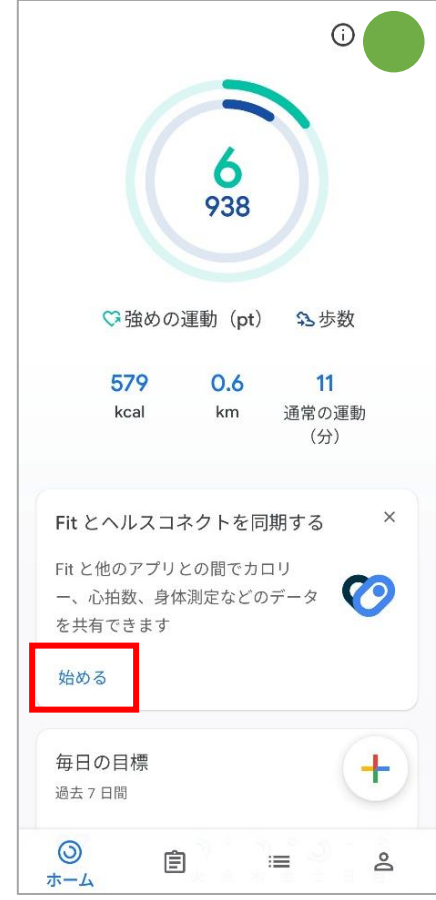 6
938
強めの運動（pt） 歩数
579 0.6 11
kcal km 通常の運動
（分）
Fit とヘルスコネクトを同期する ×
Fit と他のアプリとの間でカロリ
ー、心拍数、身体測定などのデータ
を共有できます
始める
毎日の目標
過去 7 日間
ホーム